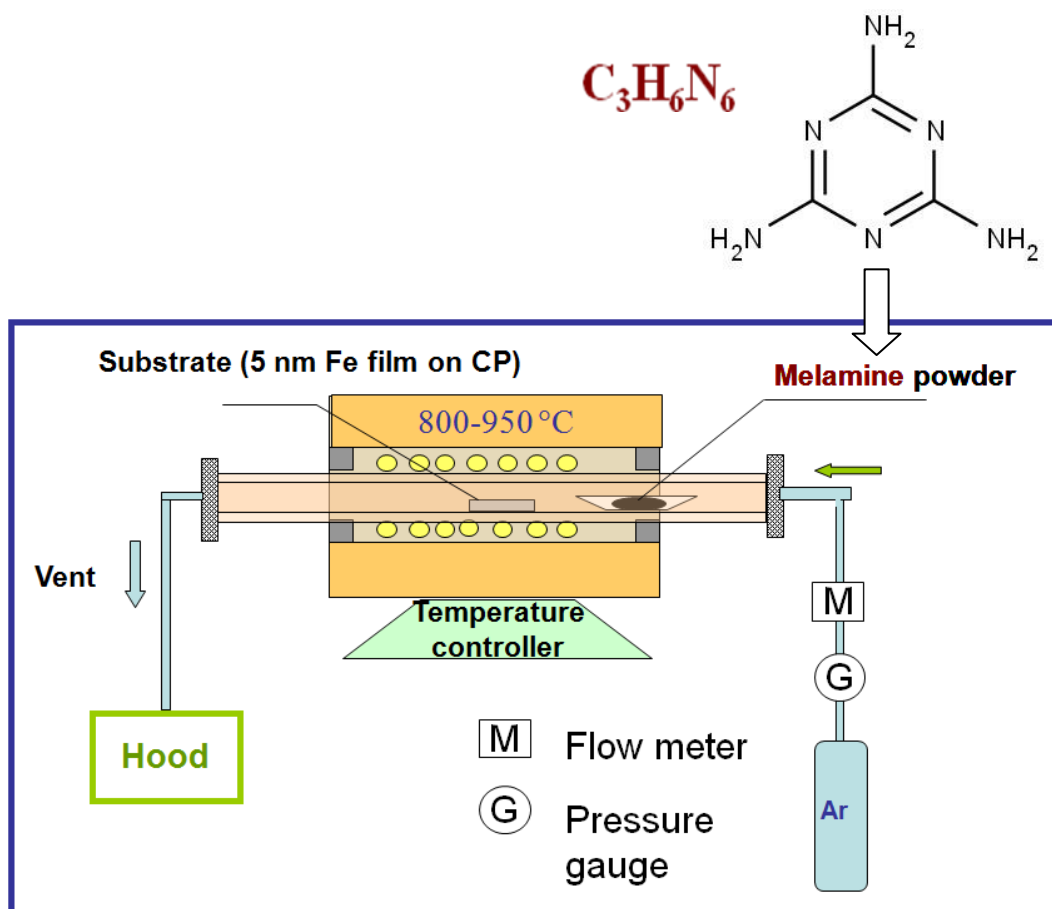 NH₂
C₃H₆N₆
N
N
H₂N
N
NH₂
Substrate (5 nm Fe film on CP)
Melamine powder
800-950°C
Vent
Temperature
controller
M
G
Hood
M Flow meter
G Pressure
gauge
Ar